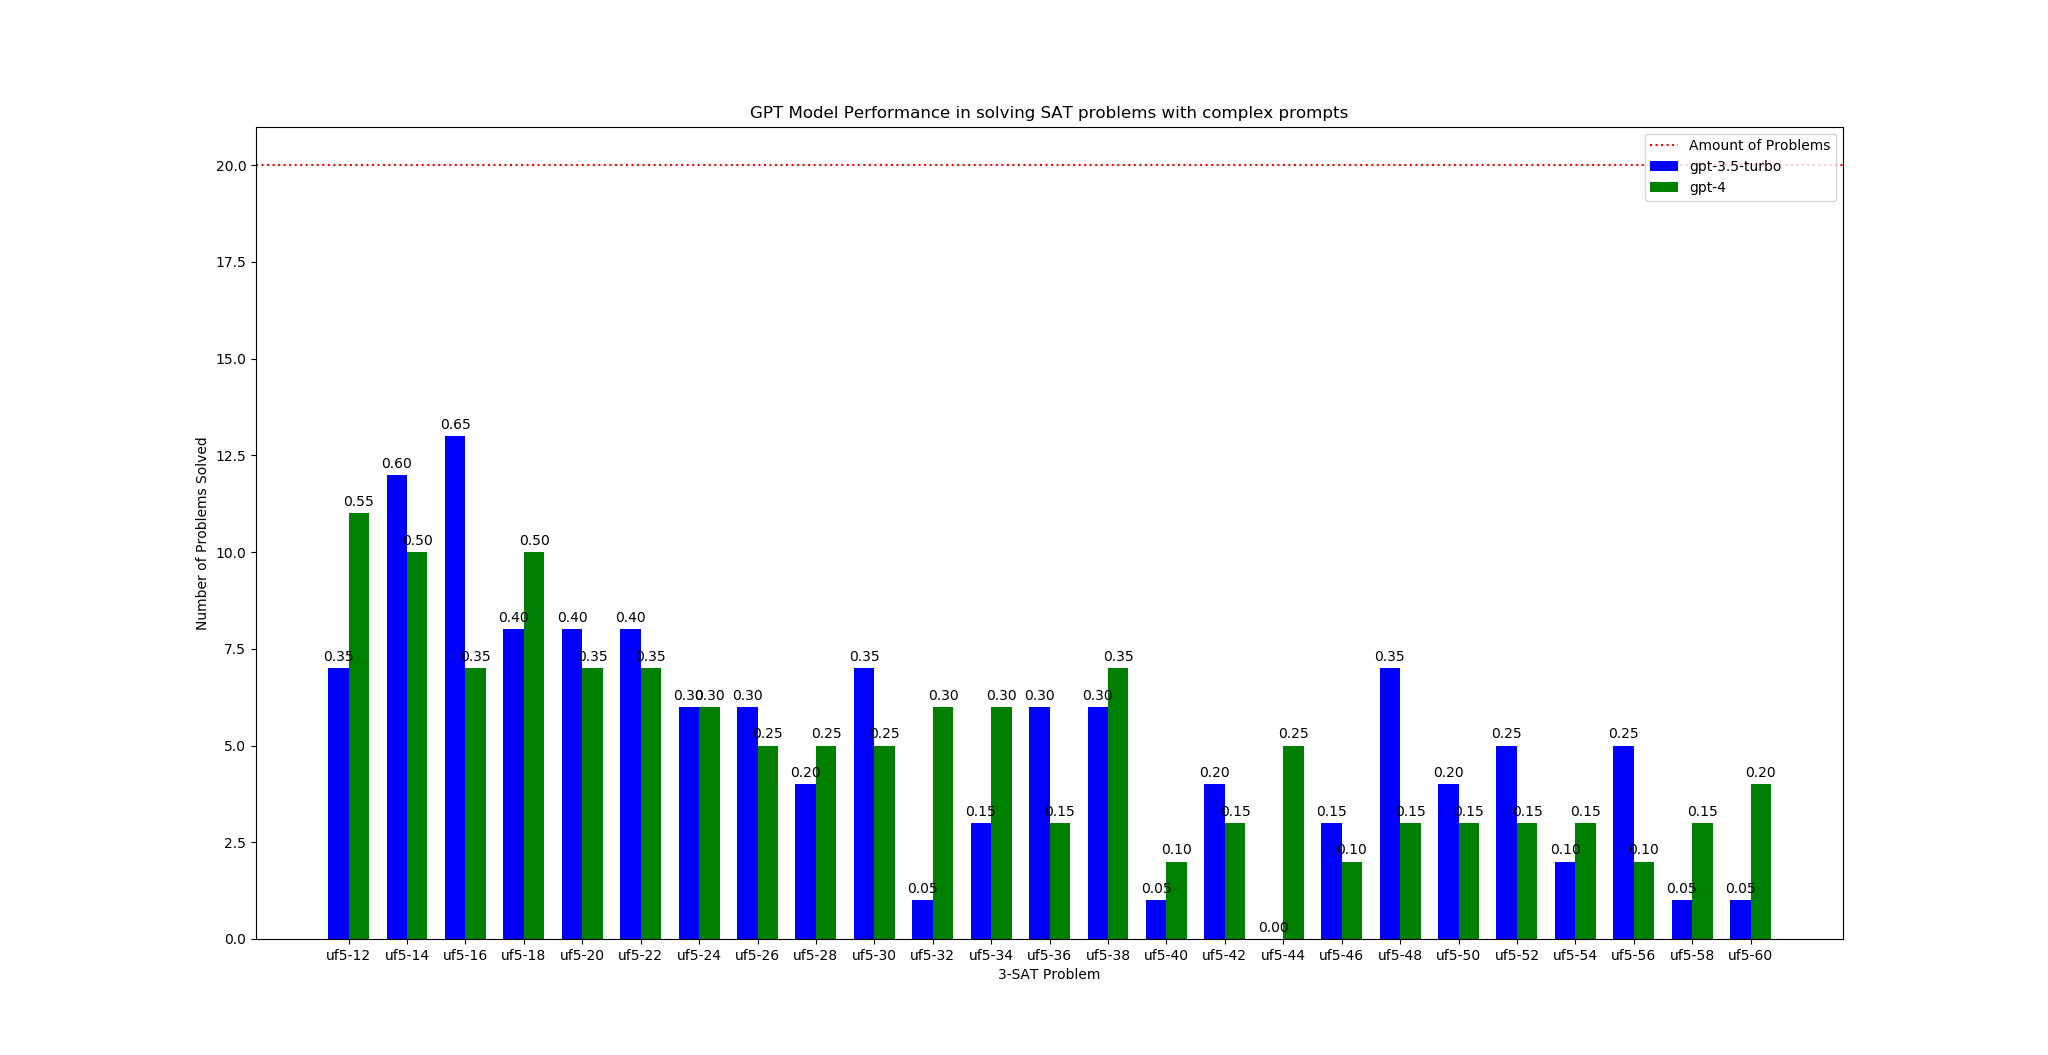 GPT Model Performance in solving SAT problems with complex prompts
Amount of Problems
gpt-3.5-turbo
gpt-4
Number of Problems Solved
20.0
17.5
15.0
12.5
10.0
7.5
5.0
2.5
0.0
0.35 0.55 0.60 0.50 0.65 0.35 0.40 0.50 0.40 0.35 0.40 0.35 0.30 0.30 0.30 0.25 0.20 0.25 0.35 0.25 0.05 0.30 0.15 0.30 0.30 0.15 0.30 0.35 0.05 0.10 0.20 0.15 0.00 0.25 0.15 0.10 0.35 0.15 0.20 0.15 0.25 0.15 0.10 0.15 0.25 0.10 0.05 0.15 0.05 0.20
uf5-12 uf5-14 uf5-16 uf5-18 uf5-20 uf5-22 uf5-24 uf5-26 uf5-28 uf5-30 uf5-32 uf5-34 uf5-36 uf5-38 uf5-40 uf5-42 uf5-44 uf5-46 uf5-48 uf5-50 uf5-52 uf5-54 uf5-56 uf5-58 uf5-60
3-SAT Problem